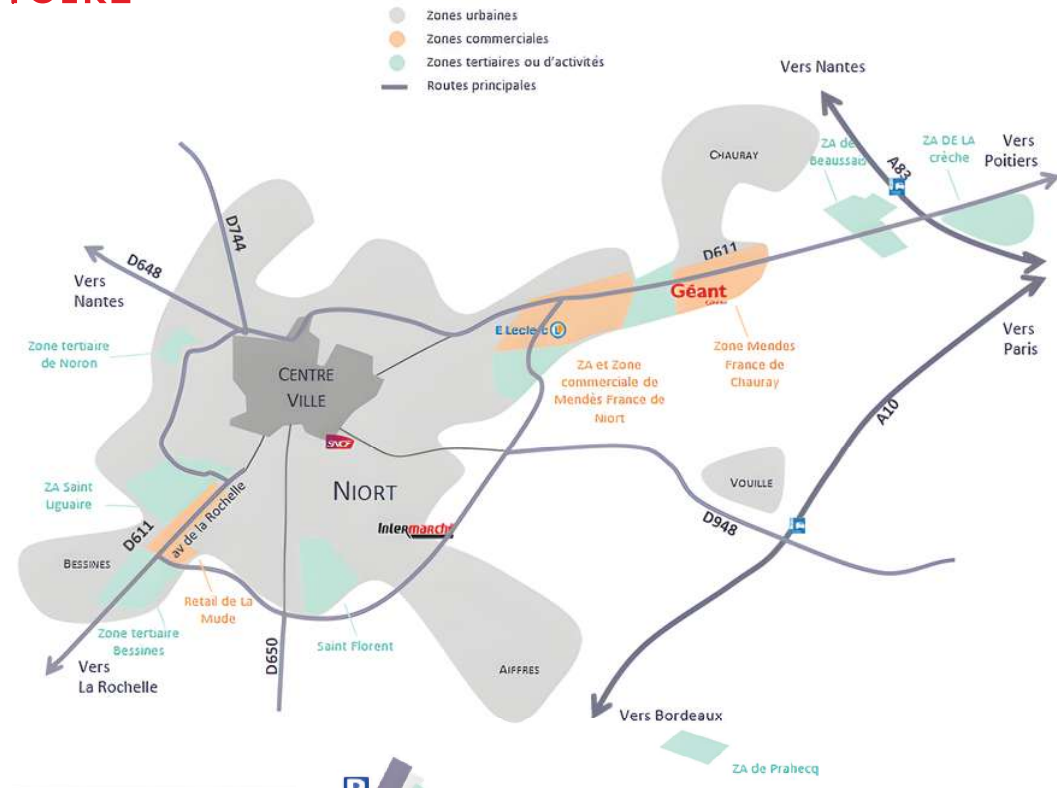 Zones urbaines
Zones commerciales
Zones tertiaires ou d'activités
Routes principales
Vers Nantes
CHAURAY
ZA de
Beaussais
ZA DE LA
crèche
Vers
Poitiers
A83
D744
D648
D611
Vers
Nantes
Géant
E Leclerc L
Zone tertiaire
de Noron
CENTRE
VILLE
ZA et Zone
commerciale de
Mendès France de
Niort
Zone Mendes
France de
Chauray
Vers
Paris
A10
SNCF
ZA Saint
Liguaire
NIORT
VOUILLE
D611
av de la Rochelle
Intermarché
D948
BESSINES
Retail de La
Mude
Zone tertiaire
Bessines
Saint Florent
D650
AIFFRES
Vers
La Rochelle
Vers Bordeaux
ZA de Prahecq
P